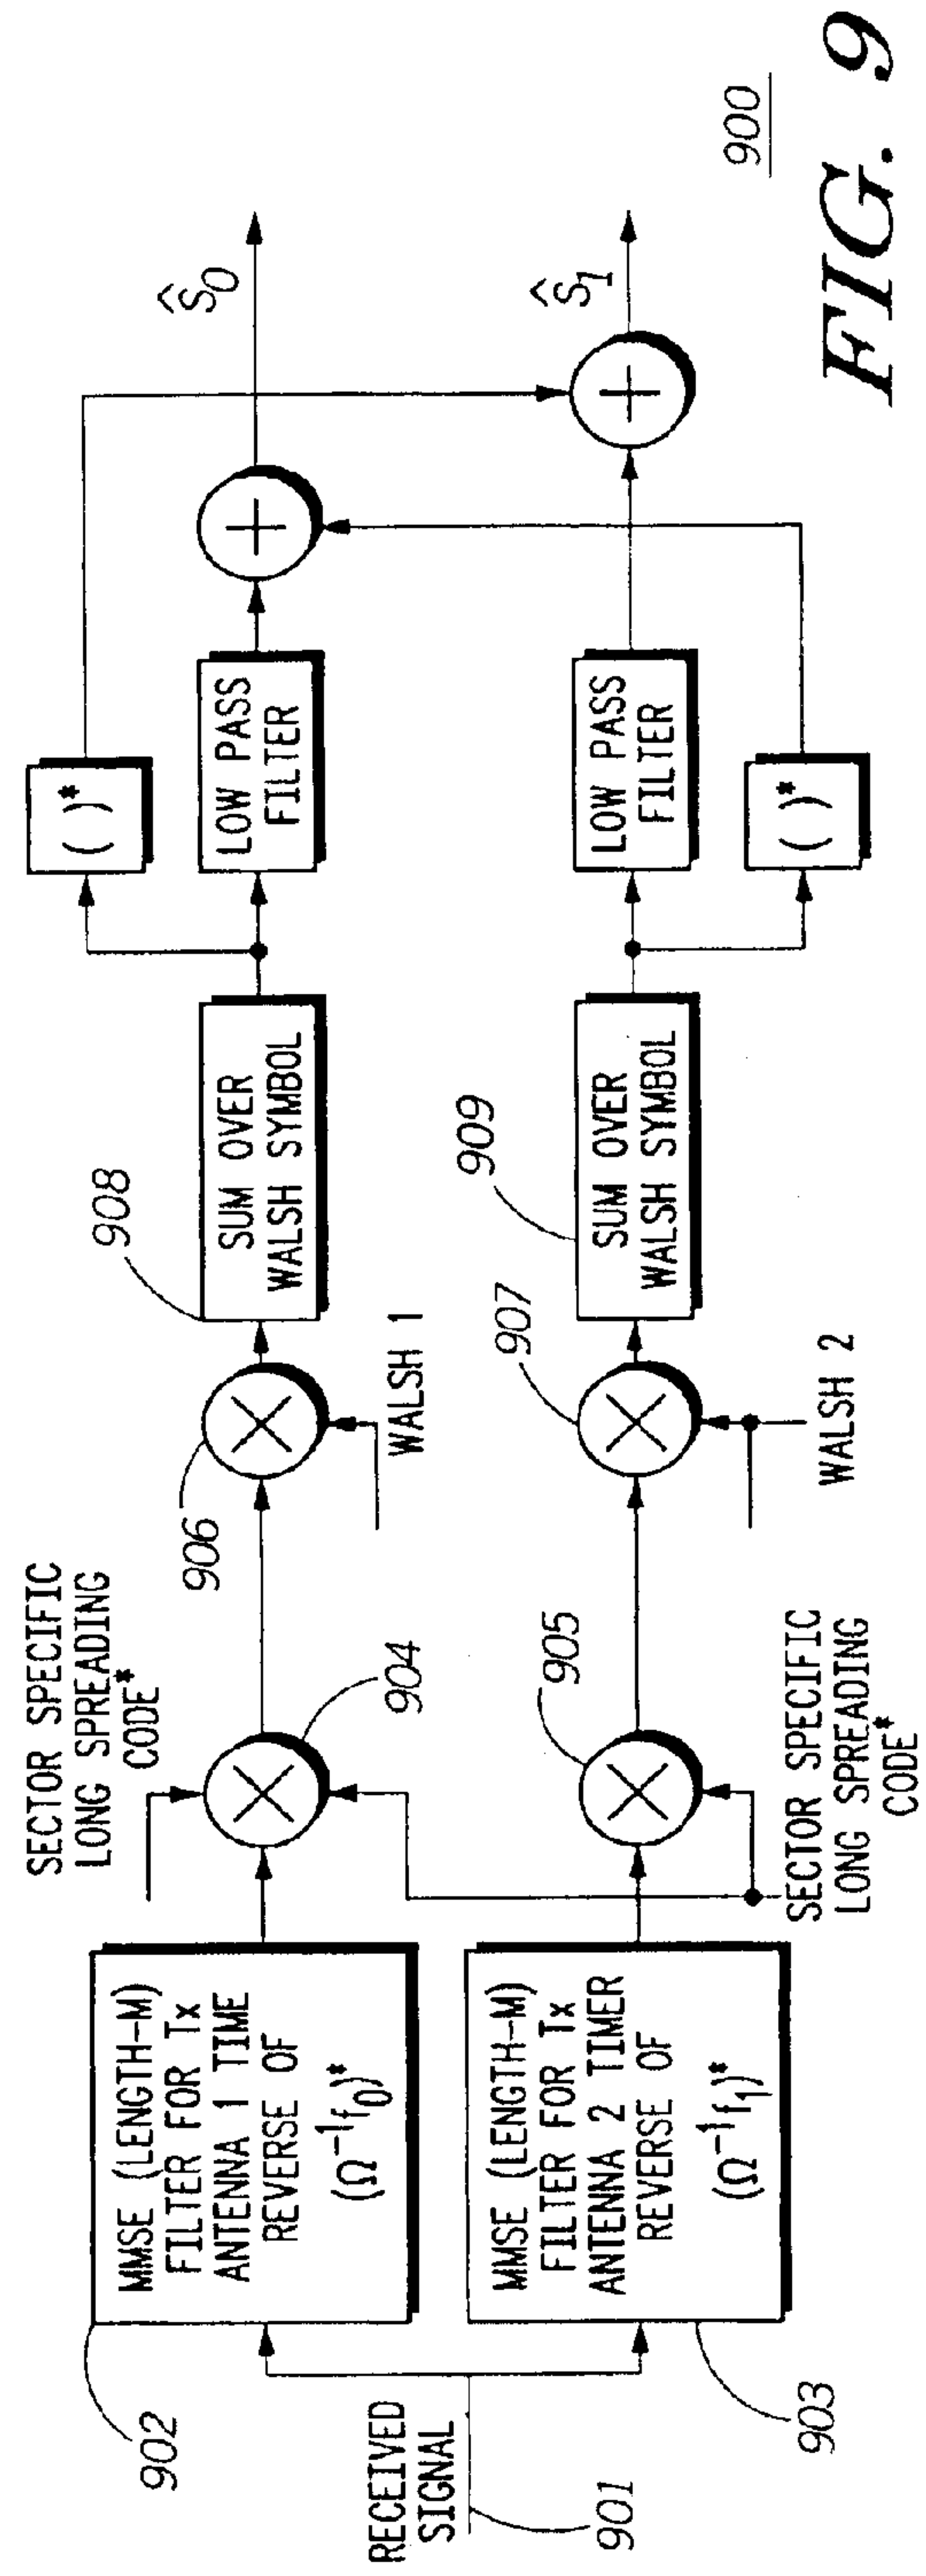 RECEIVED
SIGNAL
901
902
MMSE (LENGTH-M)
FILTER FOR Tx
ANTENNA 1 TIME
REVERSE OF
(Ω⁻¹f₀)*
903
MMSE (LENGTH-M)
FILTER FOR Tx
ANTENNA 2 TIMER
REVERSE OF
(Ω⁻¹f₁)*
SECTOR SPECIFIC
LONG SPREADING
CODE*
904
905
SECTOR SPECIFIC
LONG SPREADING
CODE*
906
WALSH 1
907
WALSH 2
908
SUM OVER
WALSH SYMBOL
909
SUM OVER
WALSH SYMBOL
( )*
LOW PASS
FILTER
LOW PASS
FILTER
( )*
+
+
ŝ₀
ŝ₁
900
FIG. 9